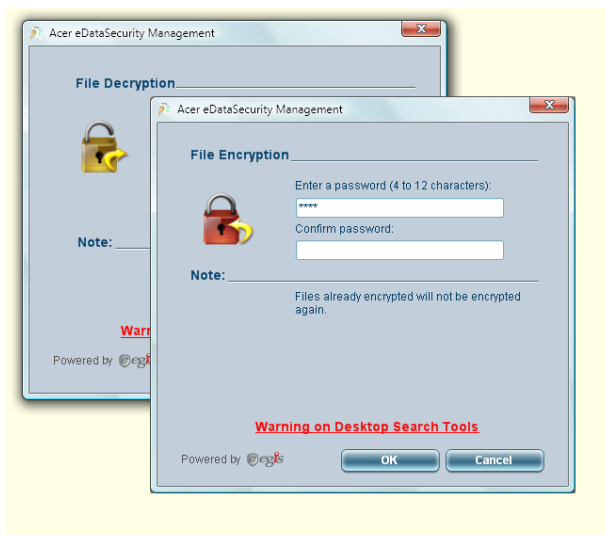 Acer eDataSecurity Management
File Decryption
Note:
Powered by egis
Acer eDataSecurity Management
File Encryption
Enter a password (4 to 12 characters):
****
Confirm password:
Note:
Files already encrypted will not be encrypted
again.
Warning on Desktop Search Tools
Powered by egis
OK
Cancel